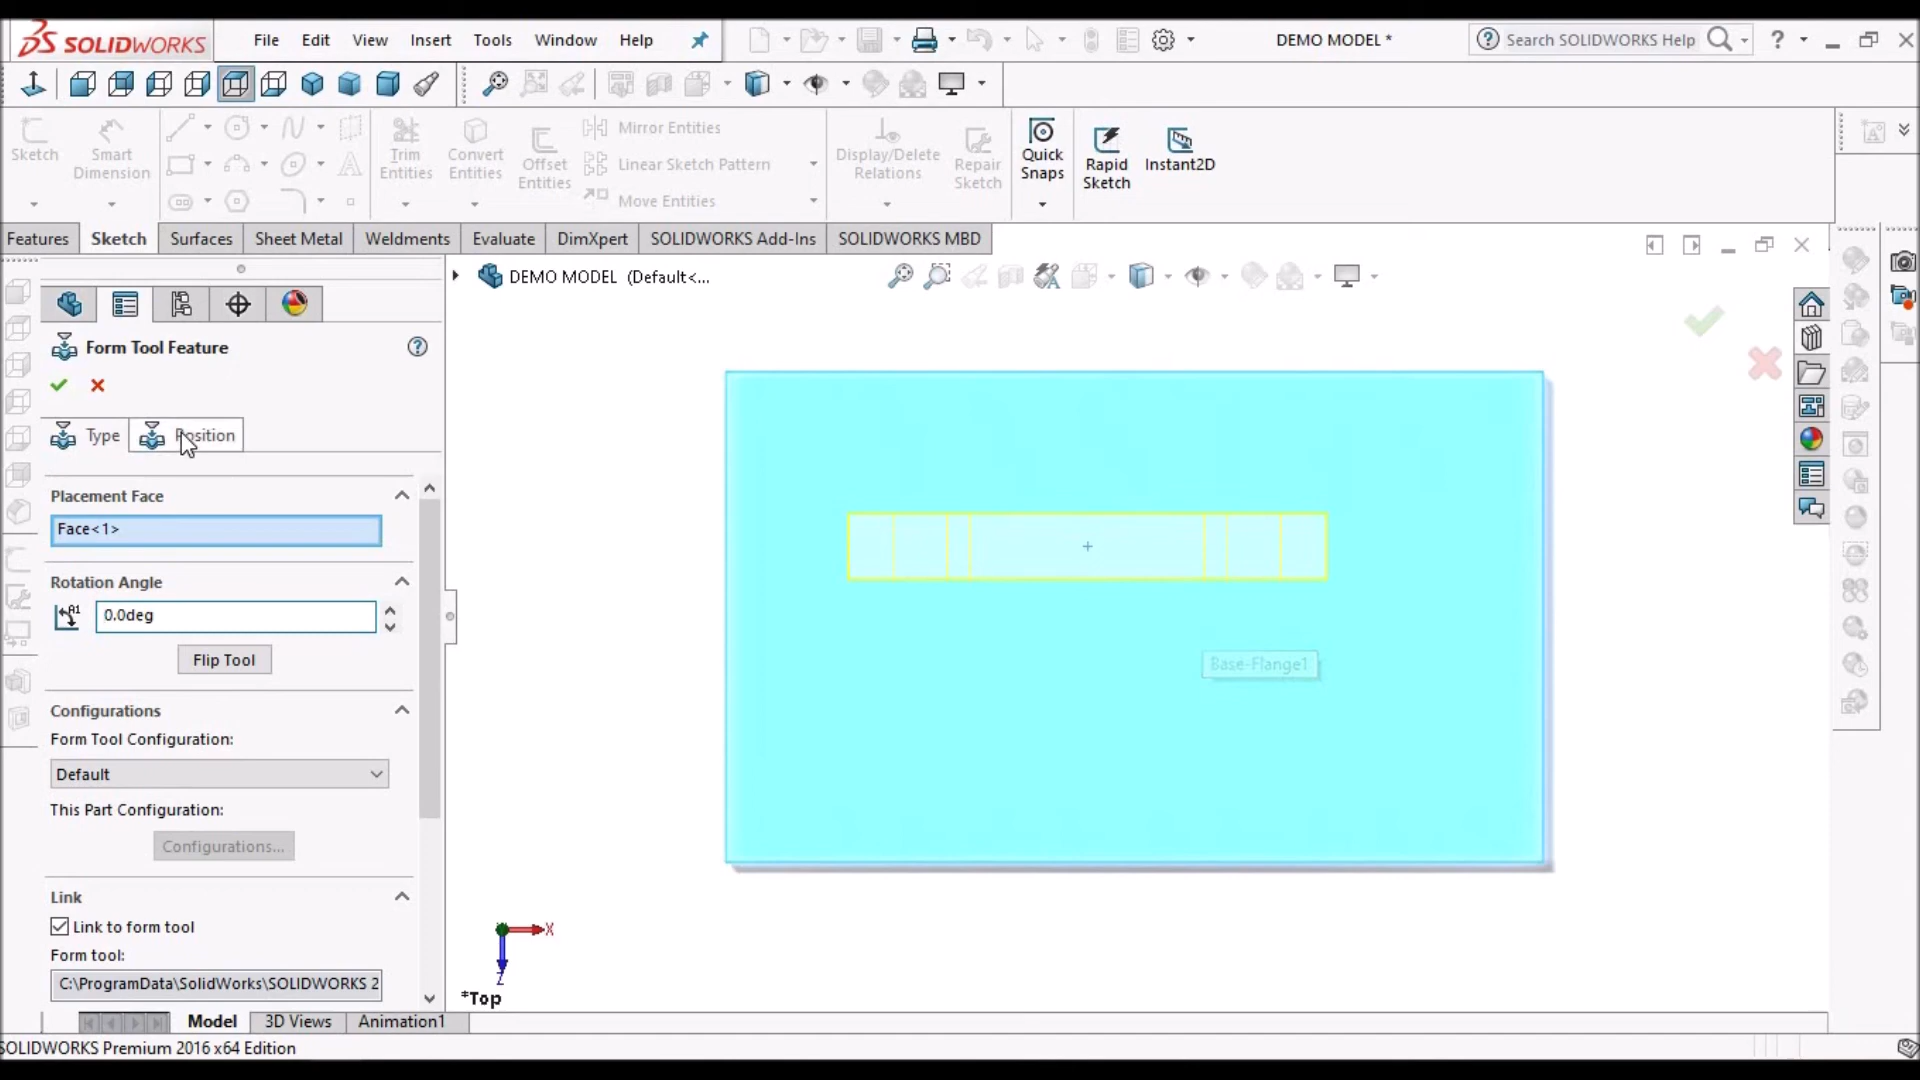 SOLIDWORKS File Edit View Insert Tools Window Help DEMO MODEL * Search SOLIDWORKS Help ?
Sketch Smart Dimension Trim Entities Convert Entities Offset Entities Mirror Entities Linear Sketch Pattern Move Entities Display/Delete Relations Repair Sketch Quick Snaps Rapid Sketch Instant2D
Features Sketch Surfaces Sheet Metal Weldments Evaluate DimXpert SOLIDWORKS Add-Ins SOLIDWORKS MBD
DEMO MODEL (Default<...
Form Tool Feature ?
Type Position
Placement Face
Face<1>
Rotation Angle
A1 0.0deg
Flip Tool
Base-Flange1
Configurations
Form Tool Configuration:
Default
This Part Configuration:
Configurations...
Link
Link to form tool
Form tool:
C:\ProgramData\SolidWorks\SOLIDWORKS 2
X
Z
*Top
Model 3D Views Animation1
SOLIDWORKS Premium 2016 x64 Edition